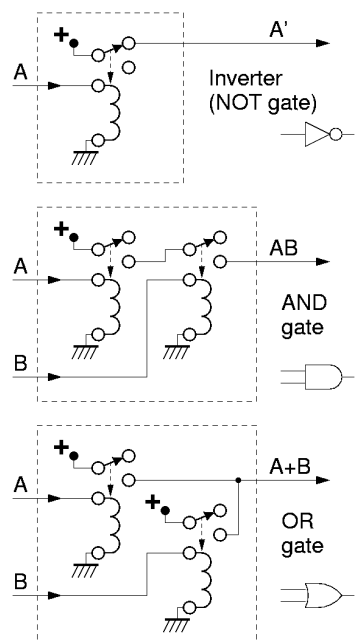 +
A'
A
Inverter
(NOT gate)
+
AB
A
AND
gate
B
+
A+B
A
+
OR
gate
B